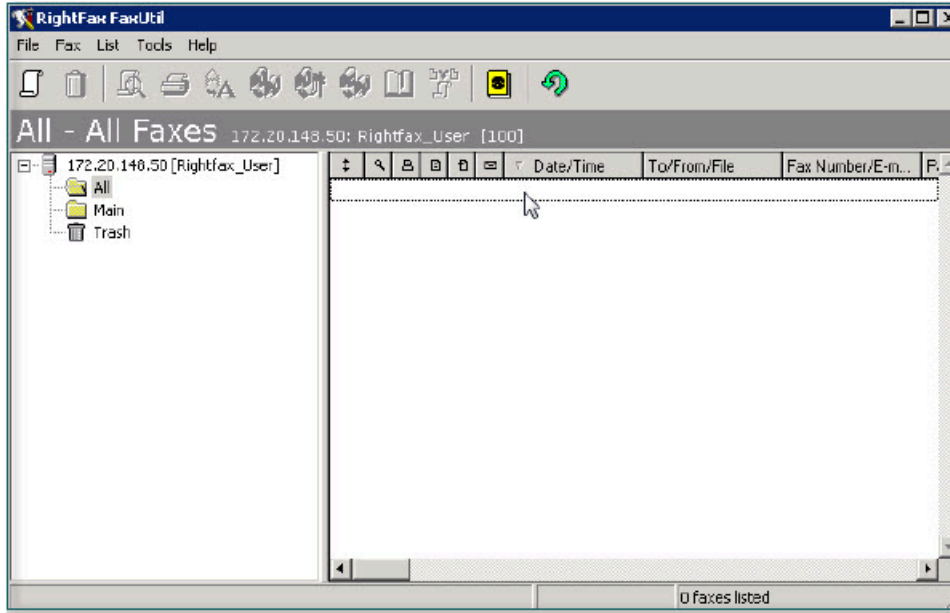 RightFax FaxUtil
File Fax List Tools Help
All - All Faxes 172.20.148.50: Rightfax_User [100]
172.20.148.50 [Rightfax_User]
All
Main
Trash
Date/Time To/From/File Fax Number/E-m...
0 faxes listed